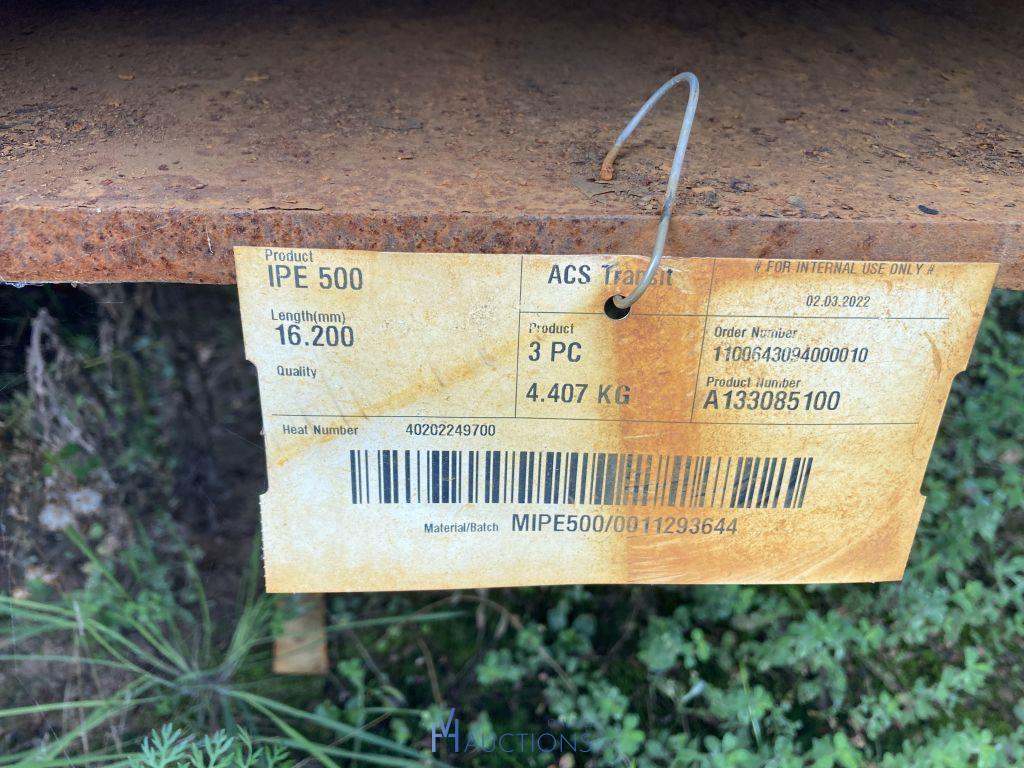 Product
IPE 500
Length(mm)
16.200
Quality
ACS Transit
Product
3 PC
4.407 KG
# FOR INTERNAL USE ONLY #
02.03.2022
Order Number
1100643094000010
Product Number
A133085100
Heat Number 40202249700
Material/Batch MIPE500/0011293644
AUCTIONS